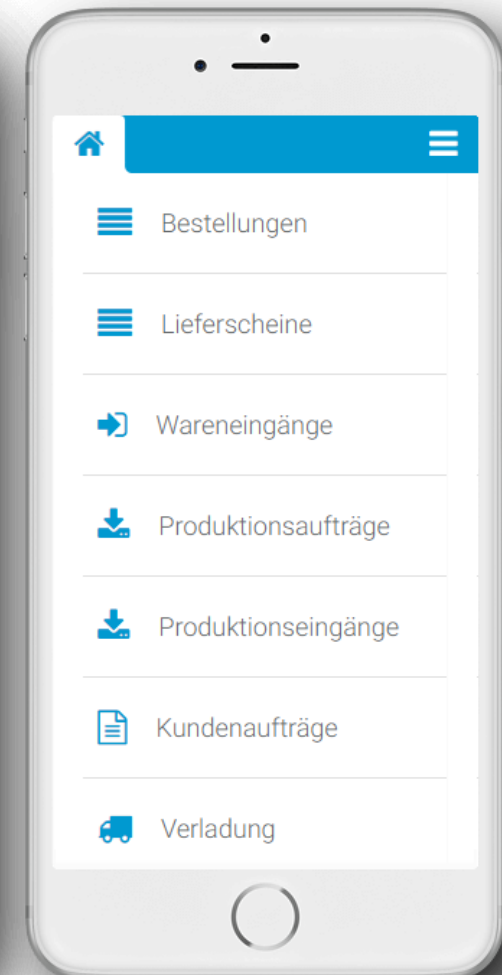 Bestellungen
Lieferscheine
Wareneingänge
Produktionsaufträge
Produktionseingänge
Kundenaufträge
Verladung